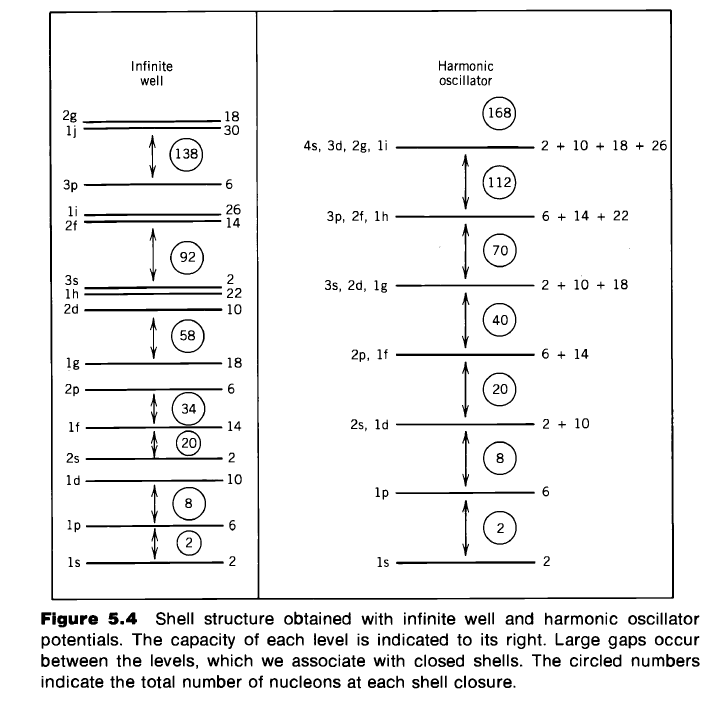 Infinite
well
2g 18
1j 30
138
3p 6
1i 26
2f 14
92
3s 2
1h 22
2d 10
58
1g 18
2p 6
34
1f 14
20
2s 2
1d 10
8
1p 6
2
1s 2
Harmonic
oscillator
168
4s, 3d, 2g, 1i 2 + 10 + 18 + 26
112
3p, 2f, 1h 6 + 14 + 22
70
3s, 2d, 1g 2 + 10 + 18
40
2p, 1f 6 + 14
20
2s, 1d 2 + 10
8
1p 6
2
1s 2
Figure 5.4 Shell structure obtained with infinite well and harmonic oscillator
potentials. The capacity of each level is indicated to its right. Large gaps occur
between the levels, which we associate with closed shells. The circled numbers
indicate the total number of nucleons at each shell closure.